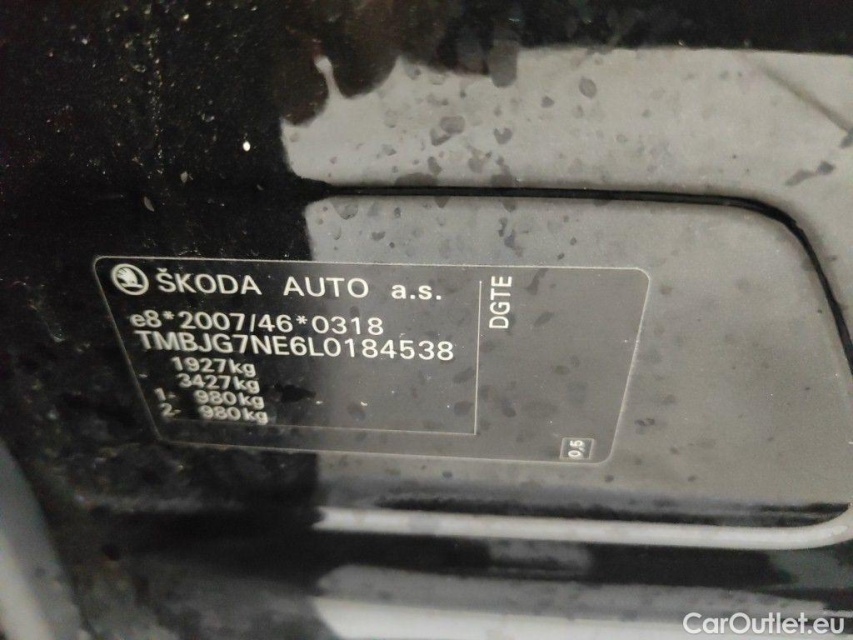 ŠKODA AUTO a.s.
e8*2007/46*0318
TMBJG7NE6L0184538
1927kg
3427kg
1- 980kg
2- 980kg
DGTE
0,5
CarOutlet.eu